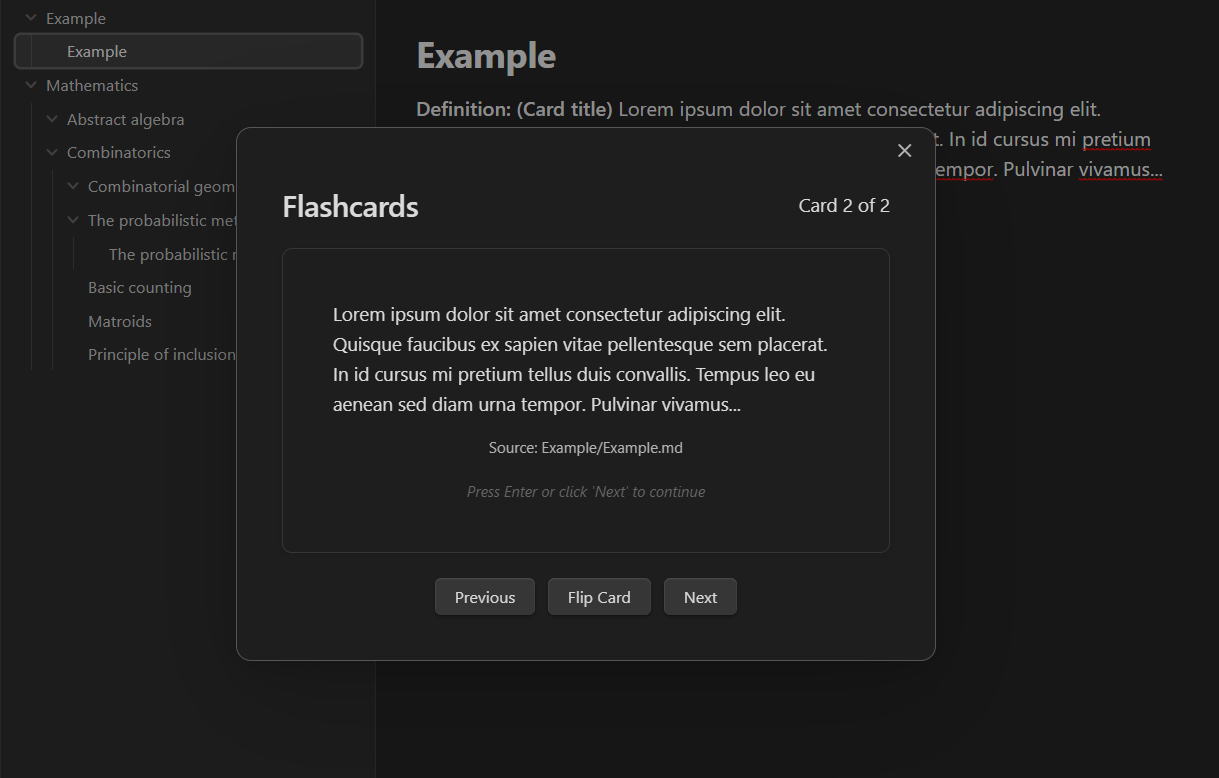 Example
Example
Mathematics
Abstract algebra
Combinatorics
Combinatorial geom
The probabilistic met
The probabilistic
Basic counting
Matroids
Principle of inclusion
Example
Definition: (Card title) Lorem ipsum dolor sit amet consectetur adipiscing elit.
t. In id cursus mi pretium
empor. Pulvinar vivamus...
Flashcards
Card 2 of 2
Lorem ipsum dolor sit amet consectetur adipiscing elit.
Quisque faucibus ex sapien vitae pellentesque sem placerat.
In id cursus mi pretium tellus duis convallis. Tempus leo eu
aenean sed diam urna tempor. Pulvinar vivamus...
Source: Example/Example.md
Press Enter or click 'Next' to continue
Previous
Flip Card
Next